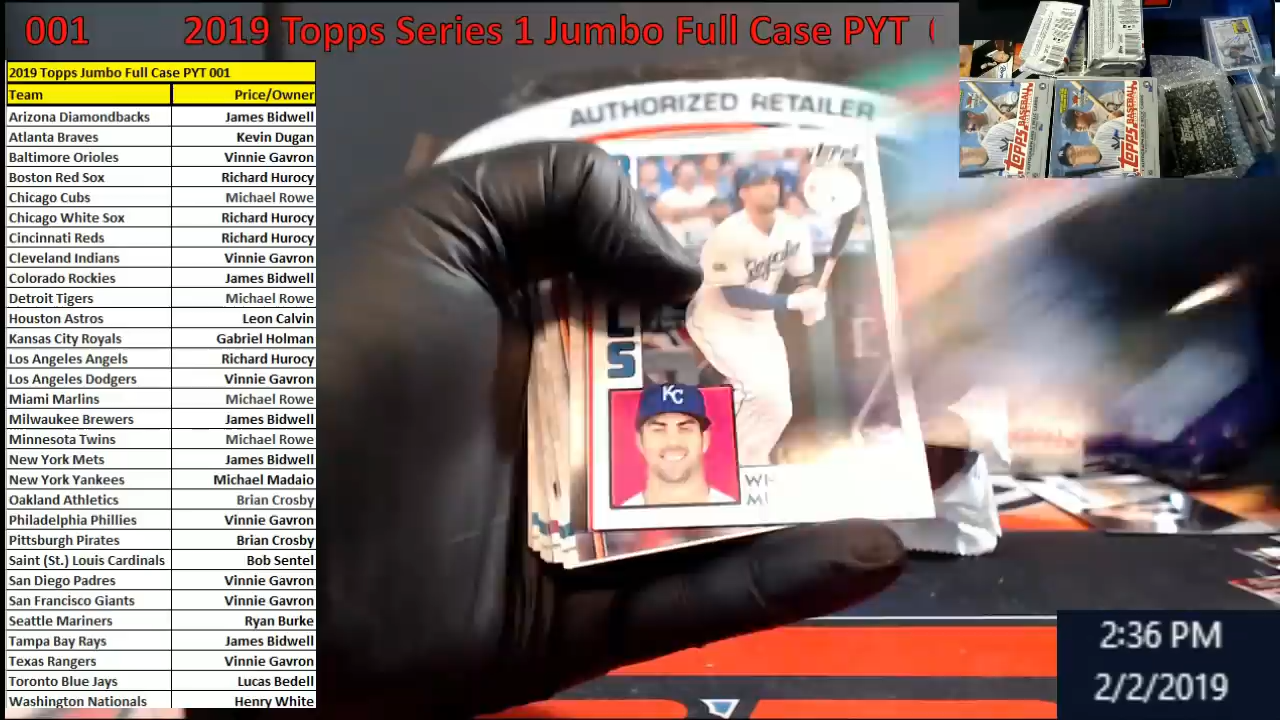 001 2019 Topps Series 1 Jumbo Full Case PYT
2019 Topps Jumbo Full Case PYT 001
Team Price/Owner
Arizona Diamondbacks James Bidwell
Atlanta Braves Kevin Dugan
Baltimore Orioles Vinnie Gavron
Boston Red Sox Richard Hurocy
Chicago Cubs Michael Rowe
Chicago White Sox Richard Hurocy
Cincinnati Reds Richard Hurocy
Cleveland Indians Vinnie Gavron
Colorado Rockies James Bidwell
Detroit Tigers Michael Rowe
Houston Astros Leon Calvin
Kansas City Royals Gabriel Holman
Los Angeles Angels Richard Hurocy
Los Angeles Dodgers Vinnie Gavron
Miami Marlins Michael Rowe
Milwaukee Brewers James Bidwell
Minnesota Twins Michael Rowe
New York Mets James Bidwell
New York Yankees Michael Madaio
Oakland Athletics Brian Crosby
Philadelphia Phillies Vinnie Gavron
Pittsburgh Pirates Brian Crosby
Saint (St.) Louis Cardinals Bob Sentel
San Diego Padres Vinnie Gavron
San Francisco Giants Vinnie Gavron
Seattle Mariners Ryan Burke
Tampa Bay Rays James Bidwell
Texas Rangers Vinnie Gavron
Toronto Blue Jays Lucas Bedell
Washington Nationals Henry White
AUTHORIZED RETAILER
Royals
KC
TOPPS BASEBALL
TOPPS BASEBALL
2:36 PM
2/2/2019